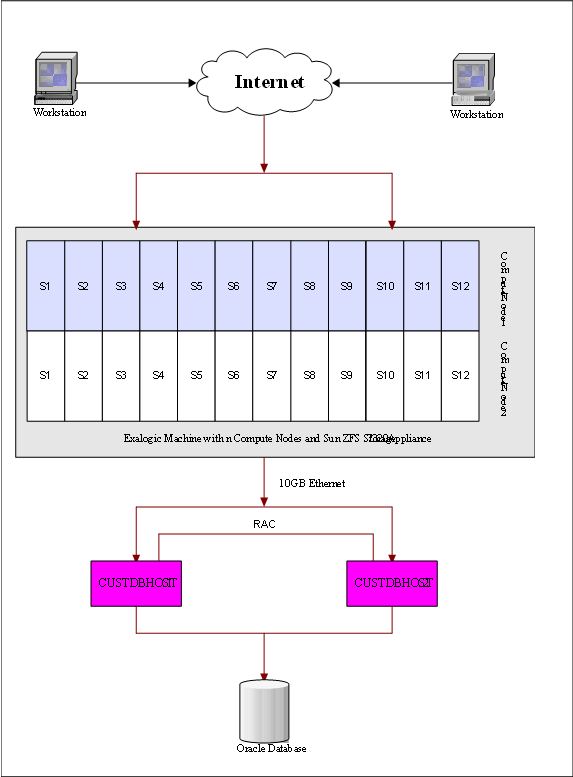 Internet
Workstation
Workstation
S1 S2 S3 S4 S5 S6 S7 S8 S9 S10 S11 S12
Compute Node 1
S1 S2 S3 S4 S5 S6 S7 S8 S9 S10 S11 S12
Compute Node 2
Exalogic Machine with n Compute Nodes and Sun ZFS Appliance
10GB Ethernet
RAC
CUSTDBHOST1 CUSTDBHOST2
Oracle Database